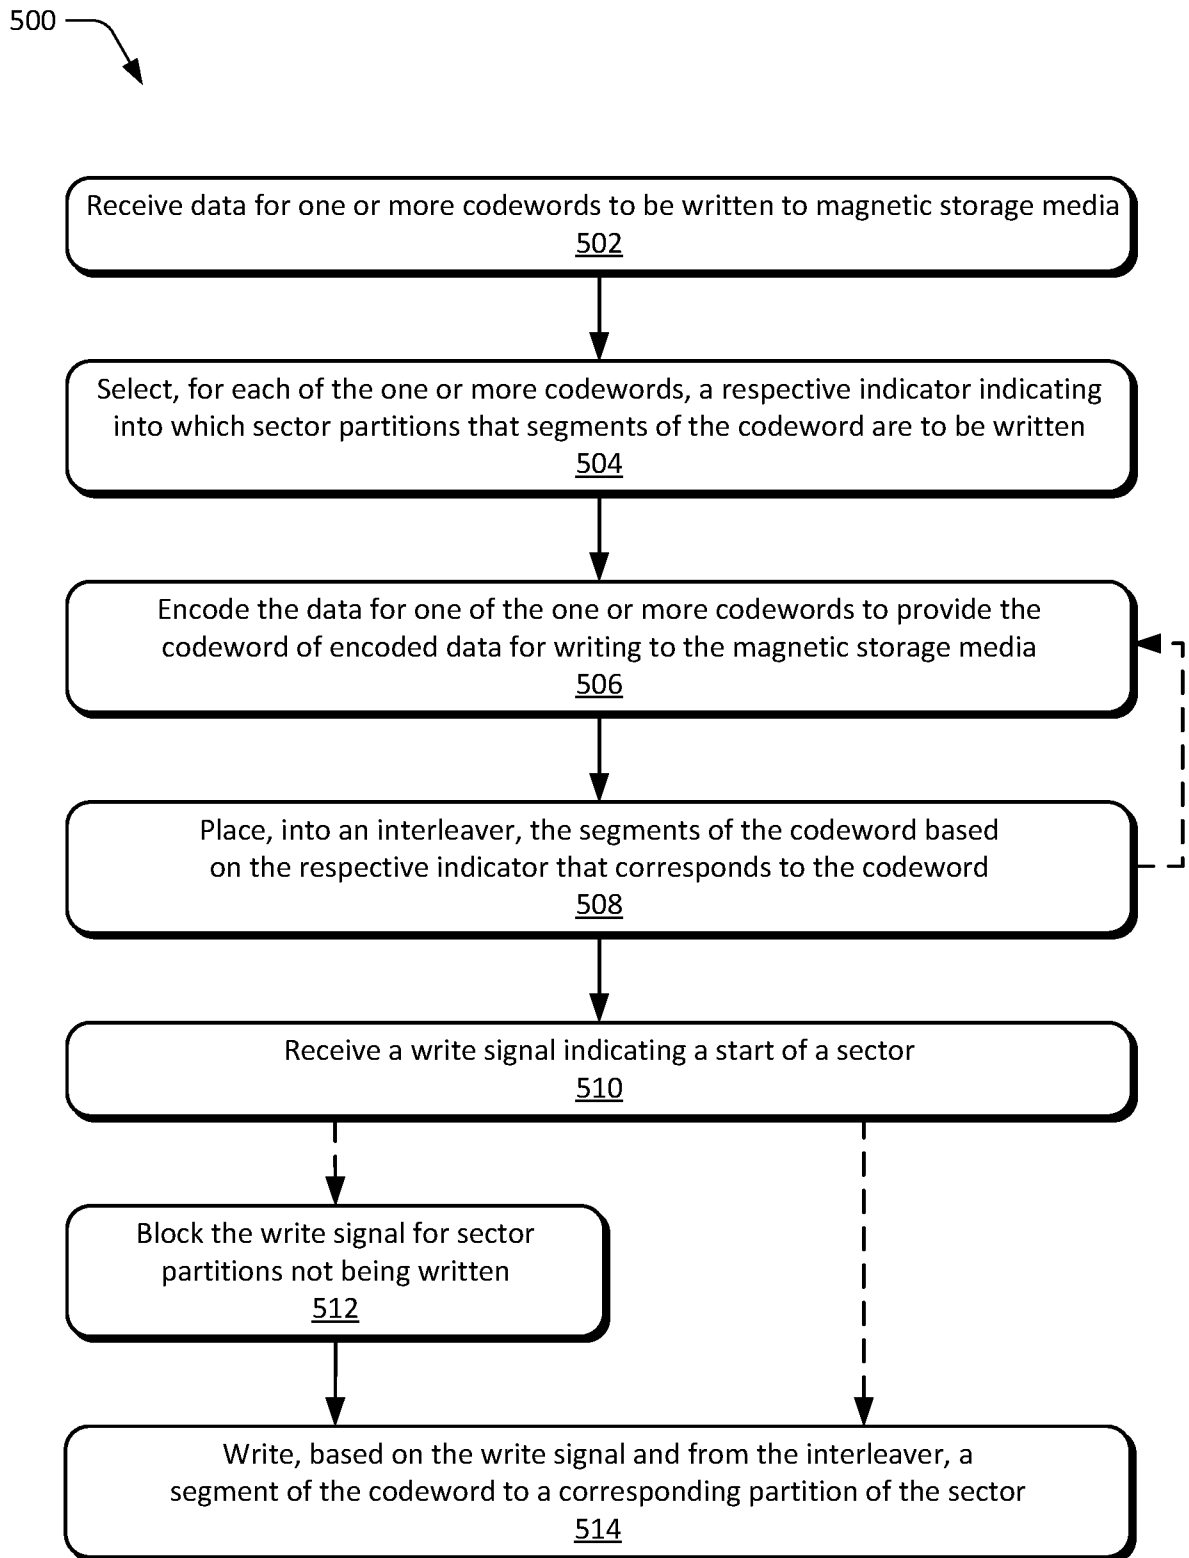 500
Receive data for one or more codewords to be written to magnetic storage media
502
Select, for each of the one or more codewords, a respective indicator indicating
into which sector partitions that segments of the codeword are to be written
504
Encode the data for one of the one or more codewords to provide the
codeword of encoded data for writing to the magnetic storage media
506
Place, into an interleaver, the segments of the codeword based
on the respective indicator that corresponds to the codeword
508
Receive a write signal indicating a start of a sector
510
Block the write signal for sector
partitions not being written
512
Write, based on the write signal and from the interleaver, a
segment of the codeword to a corresponding partition of the sector
514